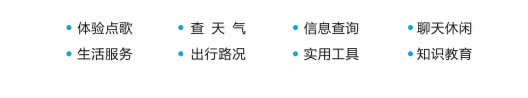 • 体验点歌 • 查 天 气 • 信息查询 • 聊天休闲
• 生活服务 • 出行路况 • 实用工具 • 知识教育